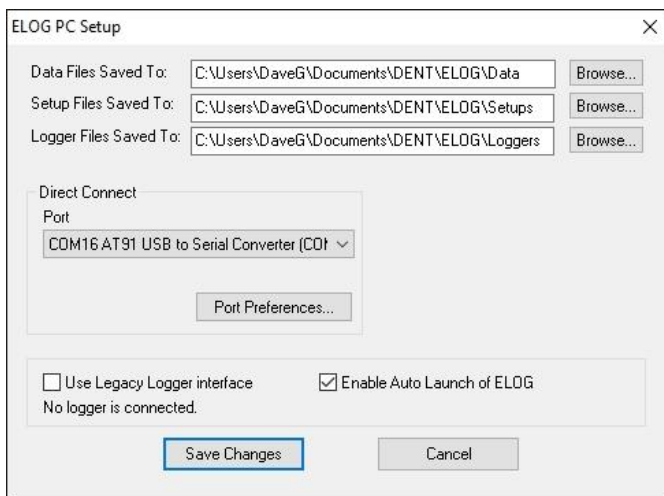 ELOG PC Setup
Data Files Saved To: C:\Users\DaveG\Documents\DENT\ELOG\Data Browse...
Setup Files Saved To: C:\Users\DaveG\Documents\DENT\ELOG\Setups Browse...
Logger Files Saved To: C:\Users\DaveG\Documents\DENT\ELOG\Loggers Browse...
Direct Connect
Port
COM16 AT91 USB to Serial Converter (CO
Port Preferences...
Use Legacy Logger interface Enable Auto Launch of ELOG
No logger is connected.
Save Changes Cancel